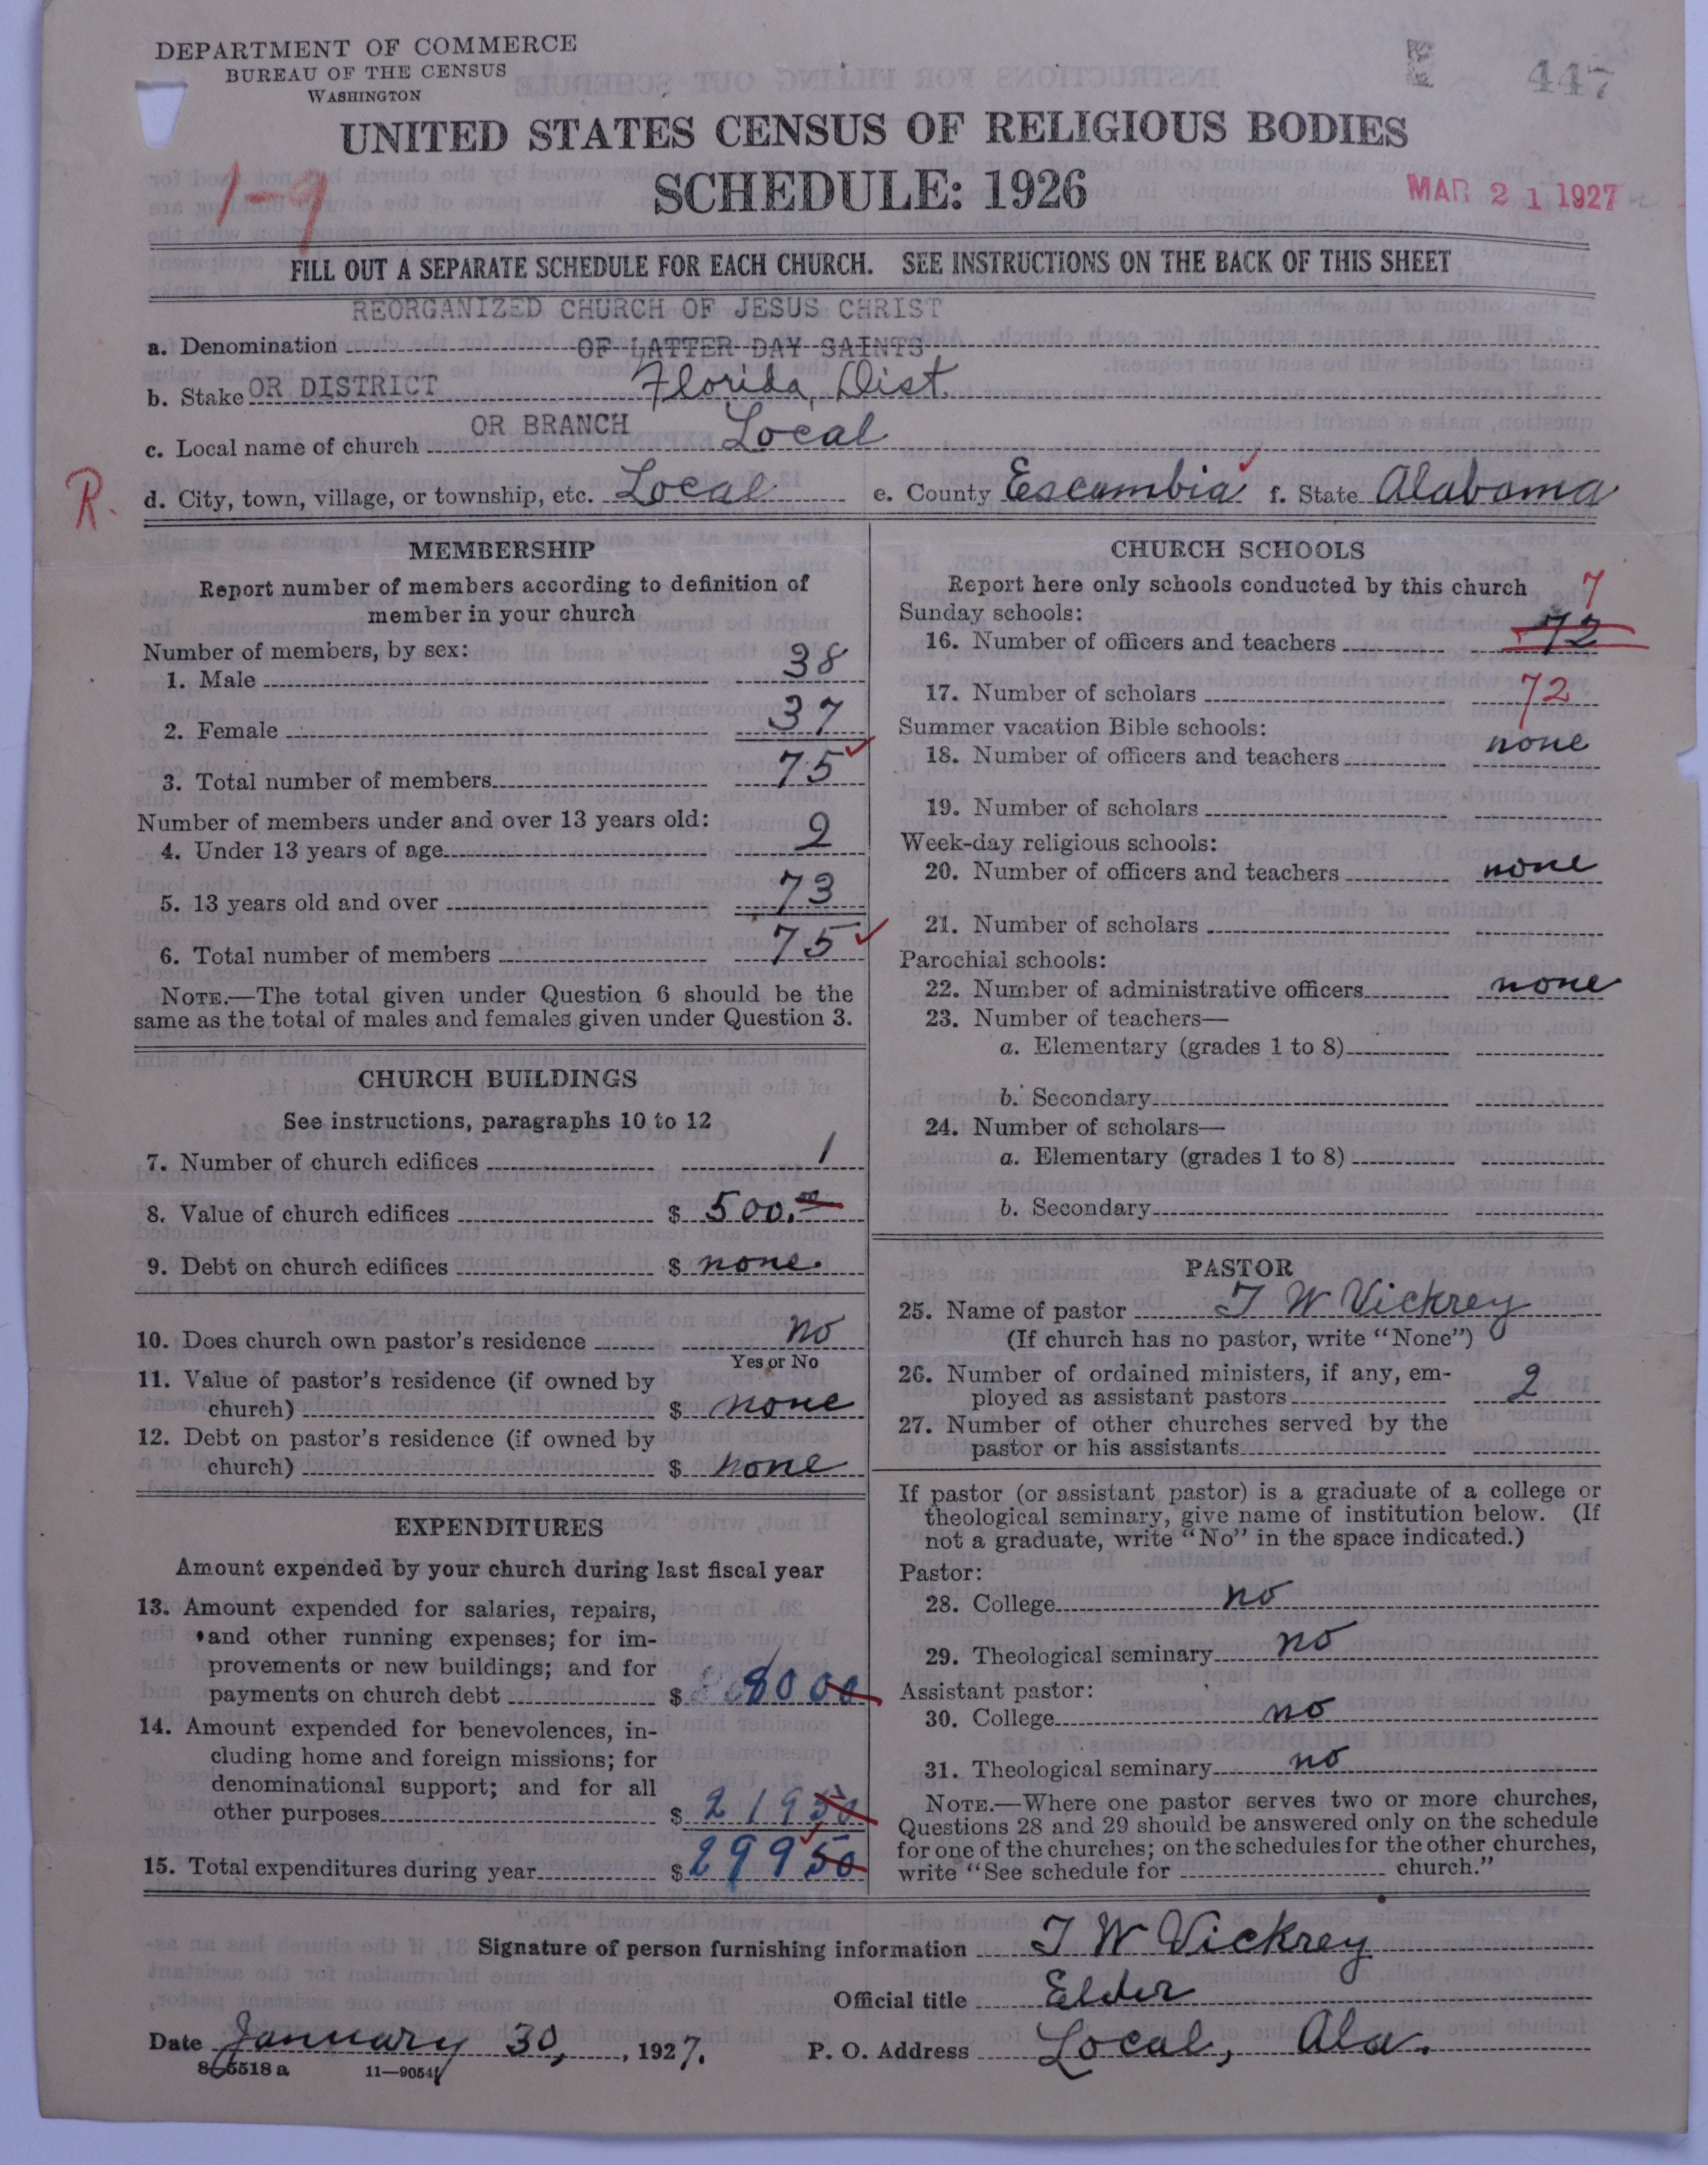 DEPARTMENT OF COMMERCE
BUREAU OF THE CENSUS
WASHINGTON
447
UNITED STATES CENSUS OF RELIGIOUS BODIES
SCHEDULE: 1926
1-9
MAR 21 1927
FILL OUT A SEPARATE SCHEDULE FOR EACH CHURCH. SEE INSTRUCTIONS ON THE BACK OF THIS SHEET
REORGANIZED CHURCH OF JESUS CHRIST
a. Denomination OF LATTER DAY SAINTS
b. Stake OR DISTRICT Florida, Dist.
c. Local name of church OR BRANCH Local
R.
d. City, town, village, or township, etc. Local e. County Escambia f. State Alabama
MEMBERSHIP
Report number of members according to definition of
member in your church
Number of members, by sex:
1. Male 38
2. Female 37
3. Total number of members 75
Number of members under and over 13 years old:
4. Under 13 years of age 2
5. 13 years old and over 73
6. Total number of members 75
NOTE.—The total given under Question 6 should be the
same as the total of males and females given under Question 3.
CHURCH BUILDINGS
See instructions, paragraphs 10 to 12
7. Number of church edifices 1
8. Value of church edifices $ 500.00
9. Debt on church edifices $ none.
10. Does church own pastor's residence no
Yes or No
11. Value of pastor's residence (if owned by
church) $ none
12. Debt on pastor's residence (if owned by
church) $ none
EXPENDITURES
Amount expended by your church during last fiscal year
13. Amount expended for salaries, repairs,
and other running expenses; for im-
provements or new buildings; and for
payments on church debt $ 80 00
14. Amount expended for benevolences, in-
cluding home and foreign missions; for
denominational support; and for all
other purposes $ 219 50
15. Total expenditures during year $ 299 50
CHURCH SCHOOLS
Report here only schools conducted by this church
7
Sunday schools:
16. Number of officers and teachers 72
17. Number of scholars 72
Summer vacation Bible schools:
18. Number of officers and teachers none
19. Number of scholars
Week-day religious schools:
20. Number of officers and teachers none
21. Number of scholars
Parochial schools:
22. Number of administrative officers none
23. Number of teachers—
a. Elementary (grades 1 to 8)
b. Secondary
24. Number of scholars—
a. Elementary (grades 1 to 8)
b. Secondary
PASTOR
25. Name of pastor T W Vickrey
(If church has no pastor, write "None")
26. Number of ordained ministers, if any, em-
ployed as assistant pastors 2
27. Number of other churches served by the
pastor or his assistants
If pastor (or assistant pastor) is a graduate of a college or
theological seminary, give name of institution below. (If
not a graduate, write "No" in the space indicated.)
Pastor:
28. College no
29. Theological seminary no
Assistant pastor:
30. College no
31. Theological seminary no
NOTE.—Where one pastor serves two or more churches,
Questions 28 and 29 should be answered only on the schedule
for one of the churches; on the schedules for the other churches,
write "See schedule for church."
Signature of person furnishing information T W Vickrey
Official title Elder
Date January 30, , 1927. P. O. Address Local, Ala.
8-5518 a 11-9054